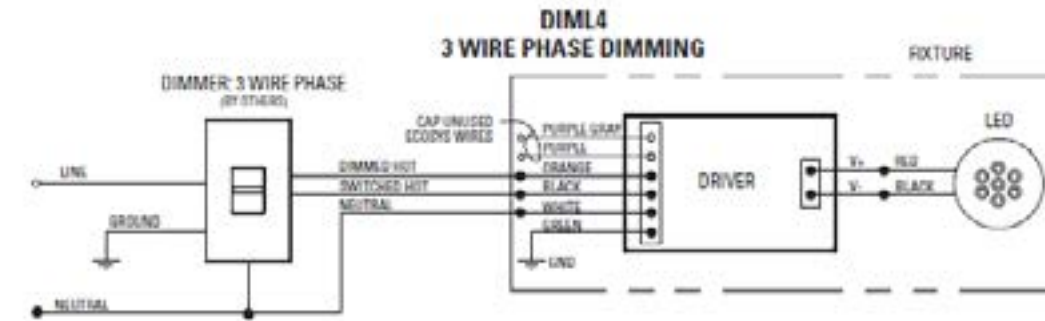 DIML4
3 WIRE PHASE DIMMING
FIXTURE
DIMMER: 3 WIRE PHASE
(BY OTHERS)
CAP UNUSED
ECOSYS WIRES
PURPLE GRAY
PURPLE
LINE
DIMMED HOT
ORANGE
SWITCHED HOT
BLACK
NEUTRAL
WHITE
GROUND
GREEN
GND
NEUTRAL
DRIVER
V+
RED
V-
BLACK
LED